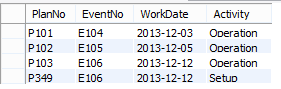 PlanNo EventNo WorkDate Activity
P101 E104 2013-12-03 Operation
P102 E105 2013-12-05 Operation
P103 E106 2013-12-12 Operation
P349 E106 2013-12-12 Setup